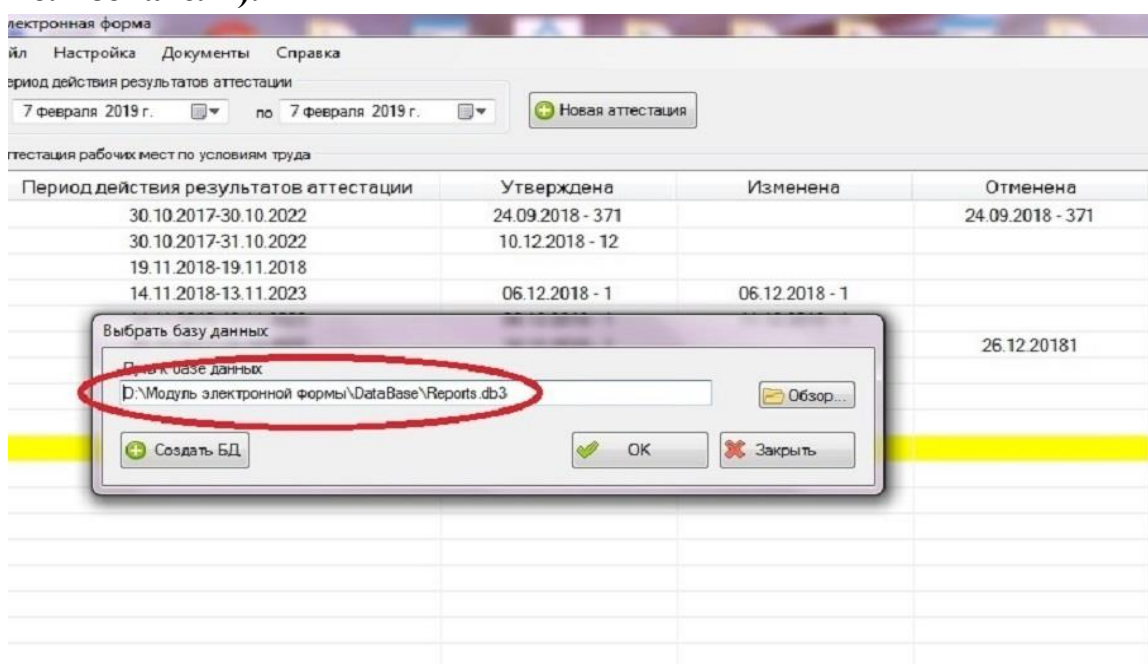 лектронная форма
йл Настройка Документы Справка
ериод действия результатов аттестации
7 февраля 2019 г. по 7 февраля 2019 г. Новая аттестация
ттестация рабочих мест по условиям труда
Период действия результатов аттестации Утверждена Изменена Отменена
30.10.2017-30.10.2022 24.09.2018 - 371 24.09.2018 - 371
30.10.2017-31.10.2022 10.12.2018 - 12
19.11.2018-19.11.2018
14.11.2018-13.11.2023 06.12.2018 - 1 06.12.2018 - 1
Выбрать базу данных
26.12.20181
Путь к базе данных
D:\Модуль электронной формы\DataBase\Reports.db3 Обзор...
Создать БД OK Закрыть